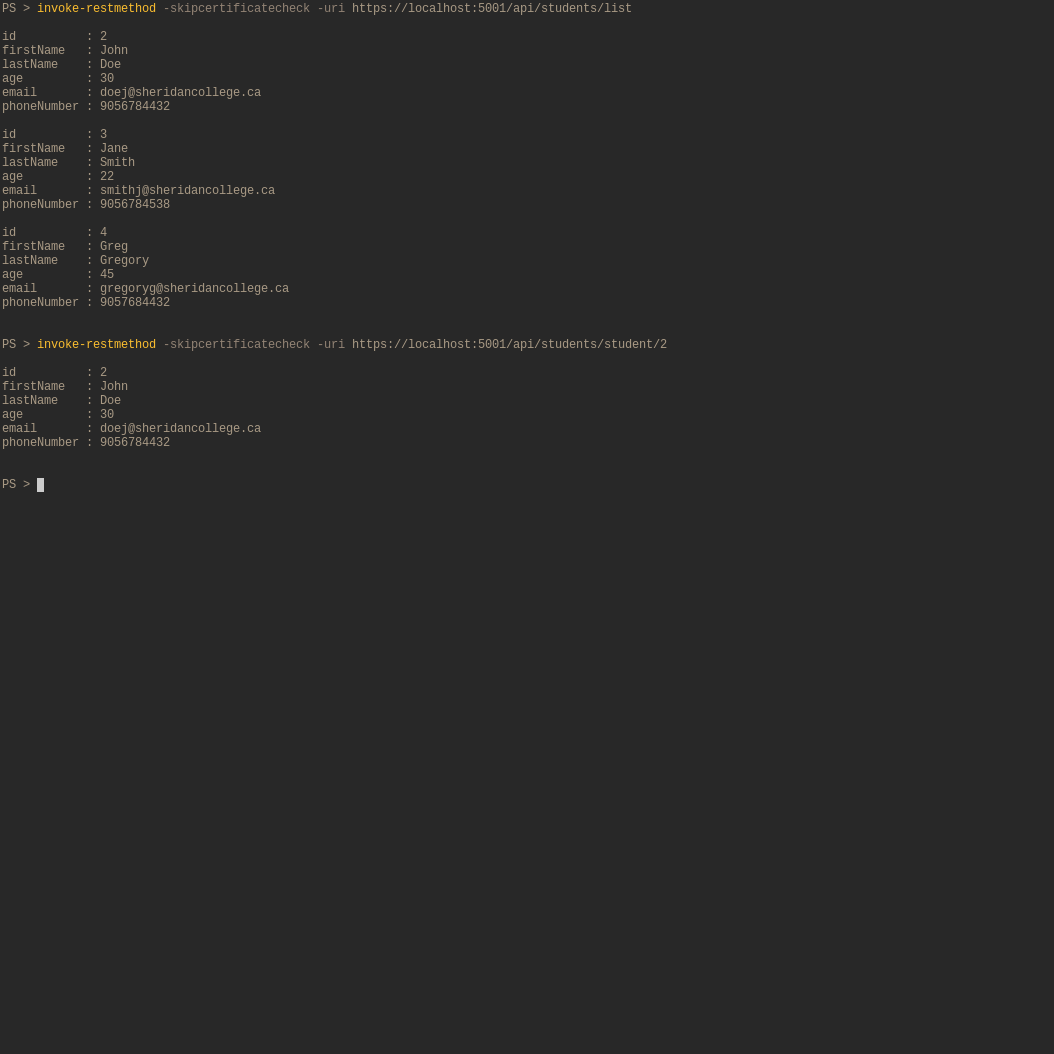 PS > invoke-restmethod -skipcertificatecheck -uri https://localhost:5001/api/students/list
id          : 2
firstName   : John
lastName    : Doe
age         : 30
email       : doej@sheridancollege.ca
phoneNumber : 9056784432
id          : 3
firstName   : Jane
lastName    : Smith
age         : 22
email       : smithj@sheridancollege.ca
phoneNumber : 9056784538
id          : 4
firstName   : Greg
lastName    : Gregory
age         : 45
email       : gregoryg@sheridancollege.ca
phoneNumber : 9057684432
PS > invoke-restmethod -skipcertificatecheck -uri https://localhost:5001/api/students/student/2
id          : 2
firstName   : John
lastName    : Doe
age         : 30
email       : doej@sheridancollege.ca
phoneNumber : 9056784432
PS >